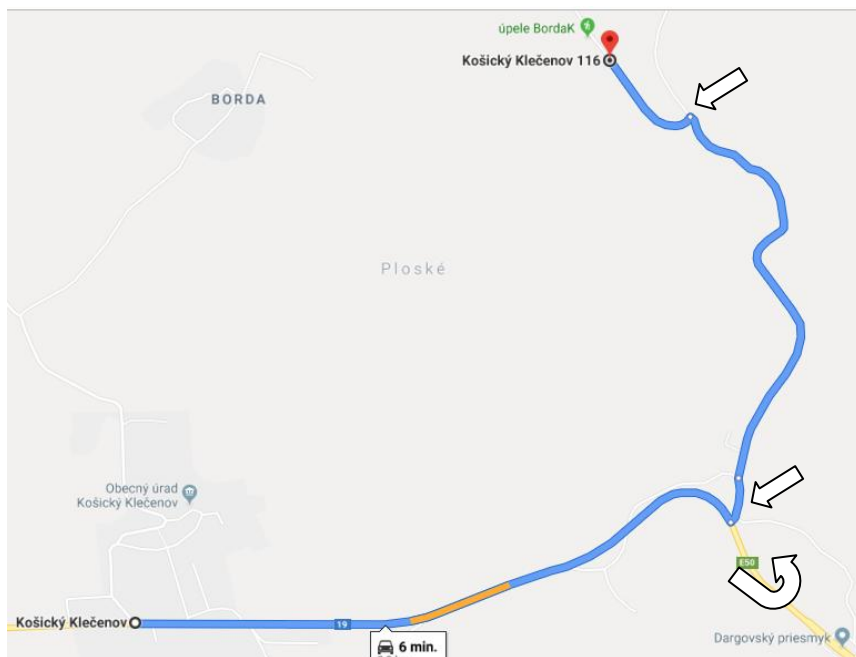 úpele BordaK
Košický Klečenov 116
BORDA
Ploské
Obecný úrad
Košický Klečenov
E50
Košický Klečenov
19
6 min.
Dargovský priesmyk